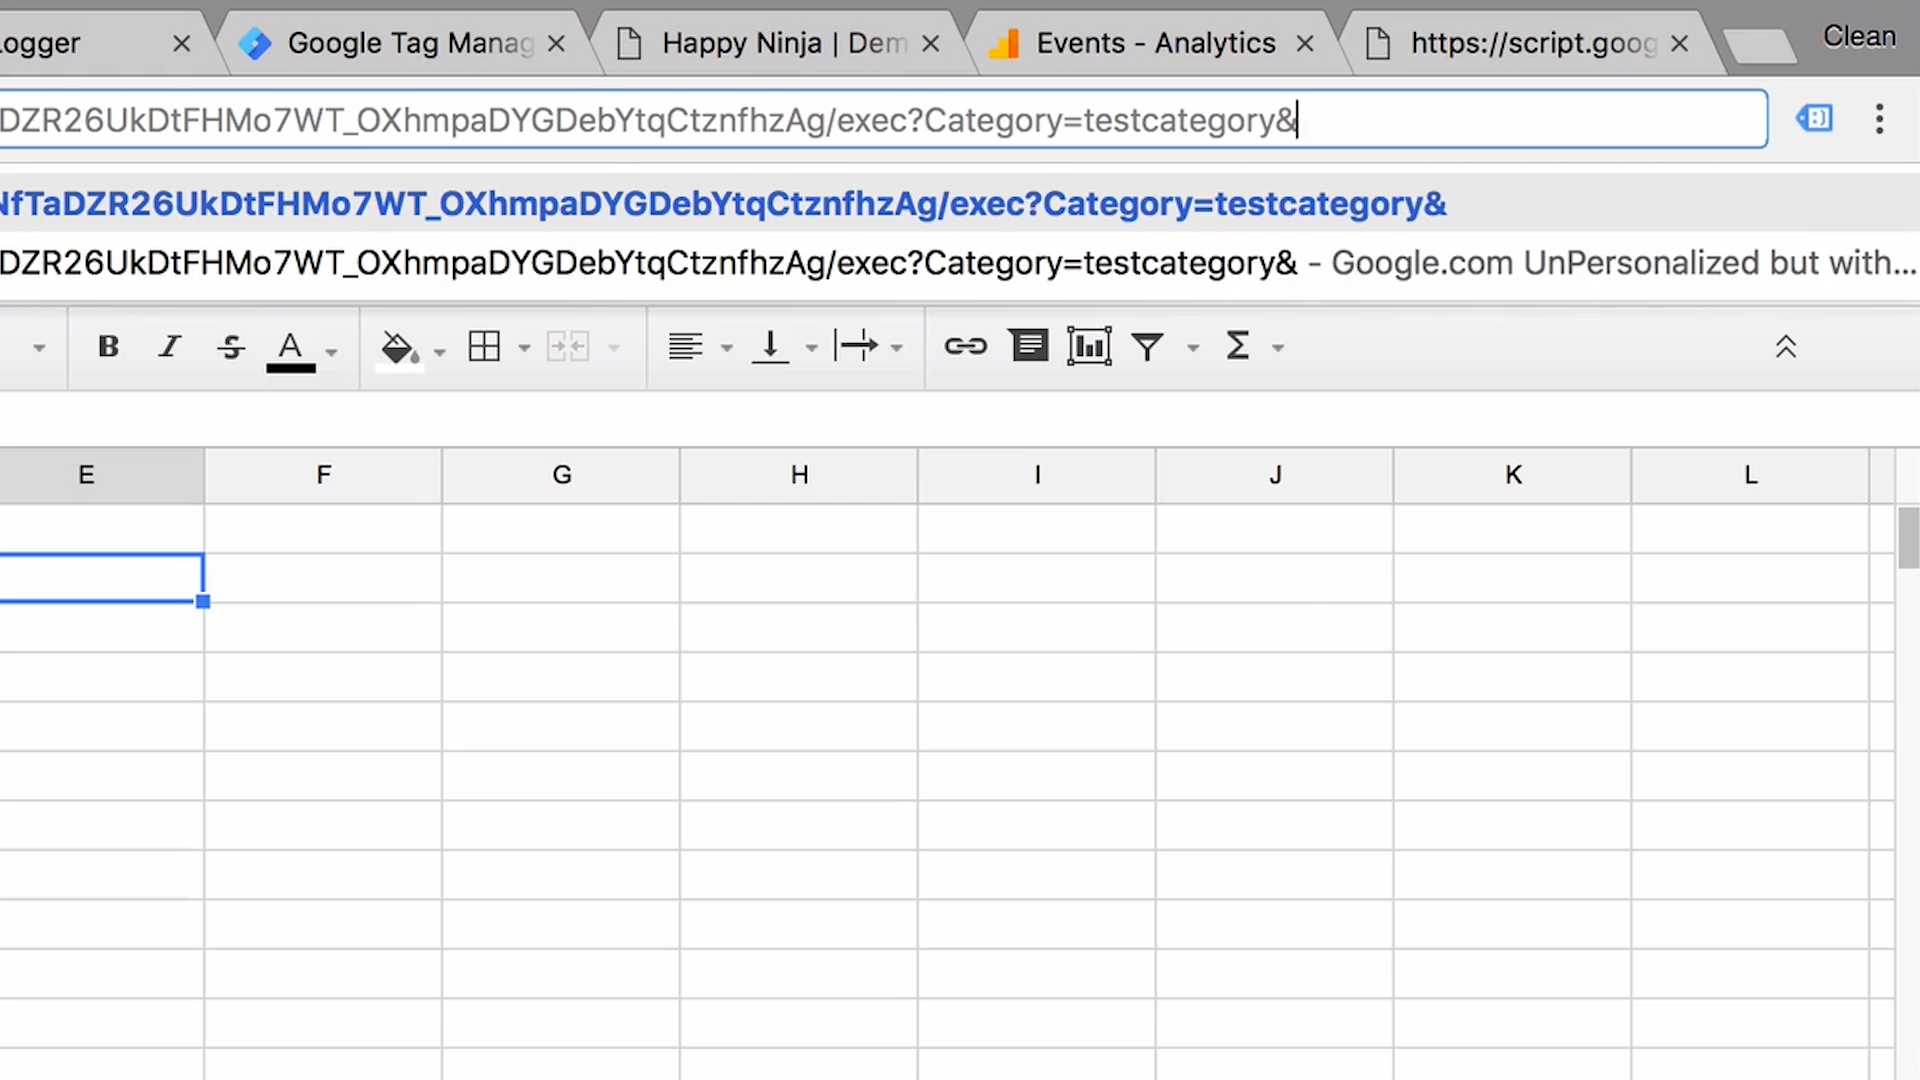 ogger Google Tag Manag Happy Ninja | Dem Events - Analytics https://script.goog Clean
DZR26UkDtFHMo7WT_OXhmpaDYGDebYtqCtznfhzAg/exec?Category=testcategory&
NfTaDZR26UkDtFHMo7WT_OXhmpaDYGDebYtqCtznfhzAg/exec?Category=testcategory&
DZR26UkDtFHMo7WT_OXhmpaDYGDebYtqCtznfhzAg/exec?Category=testcategory& - Google.com UnPersonalized but with...
B I S A Σ
E F G H I J K L